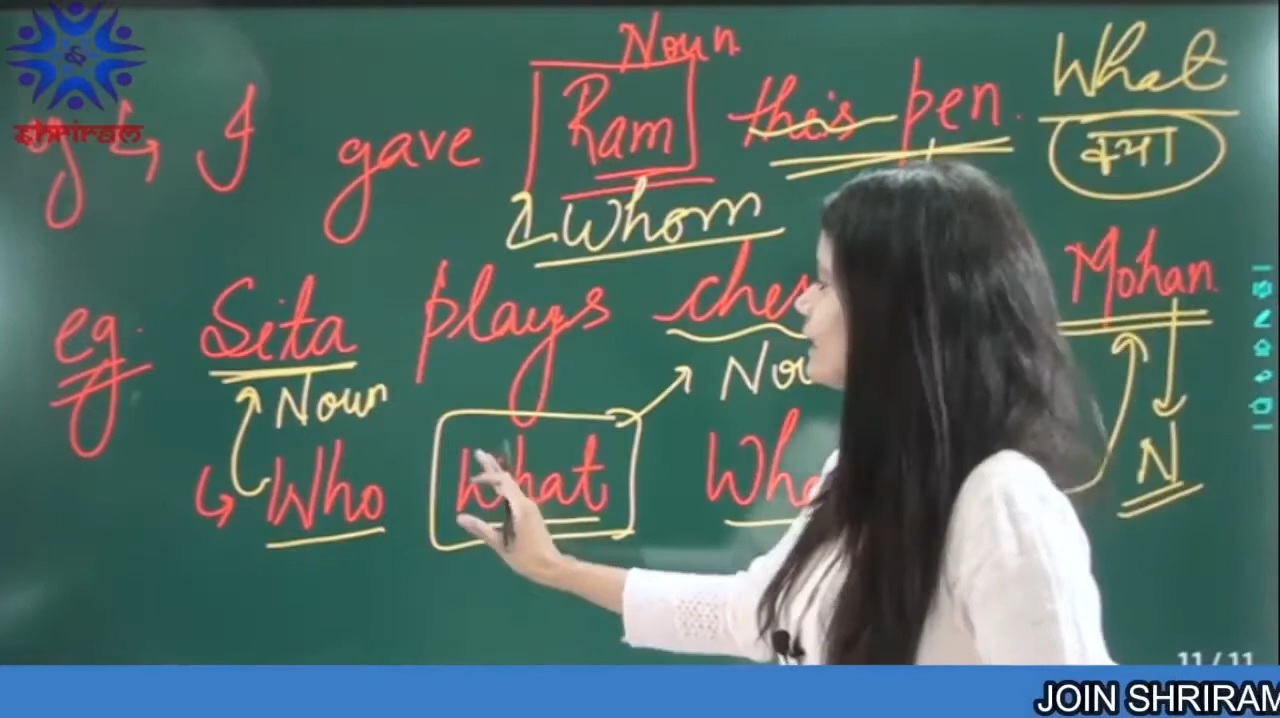 Noun
eg ↳ I gave Ram this pen. What
क्या
Whom
eg. Sita plays Mohan
Noun
Who What N
shriram
11/11
JOIN SHRIRAM